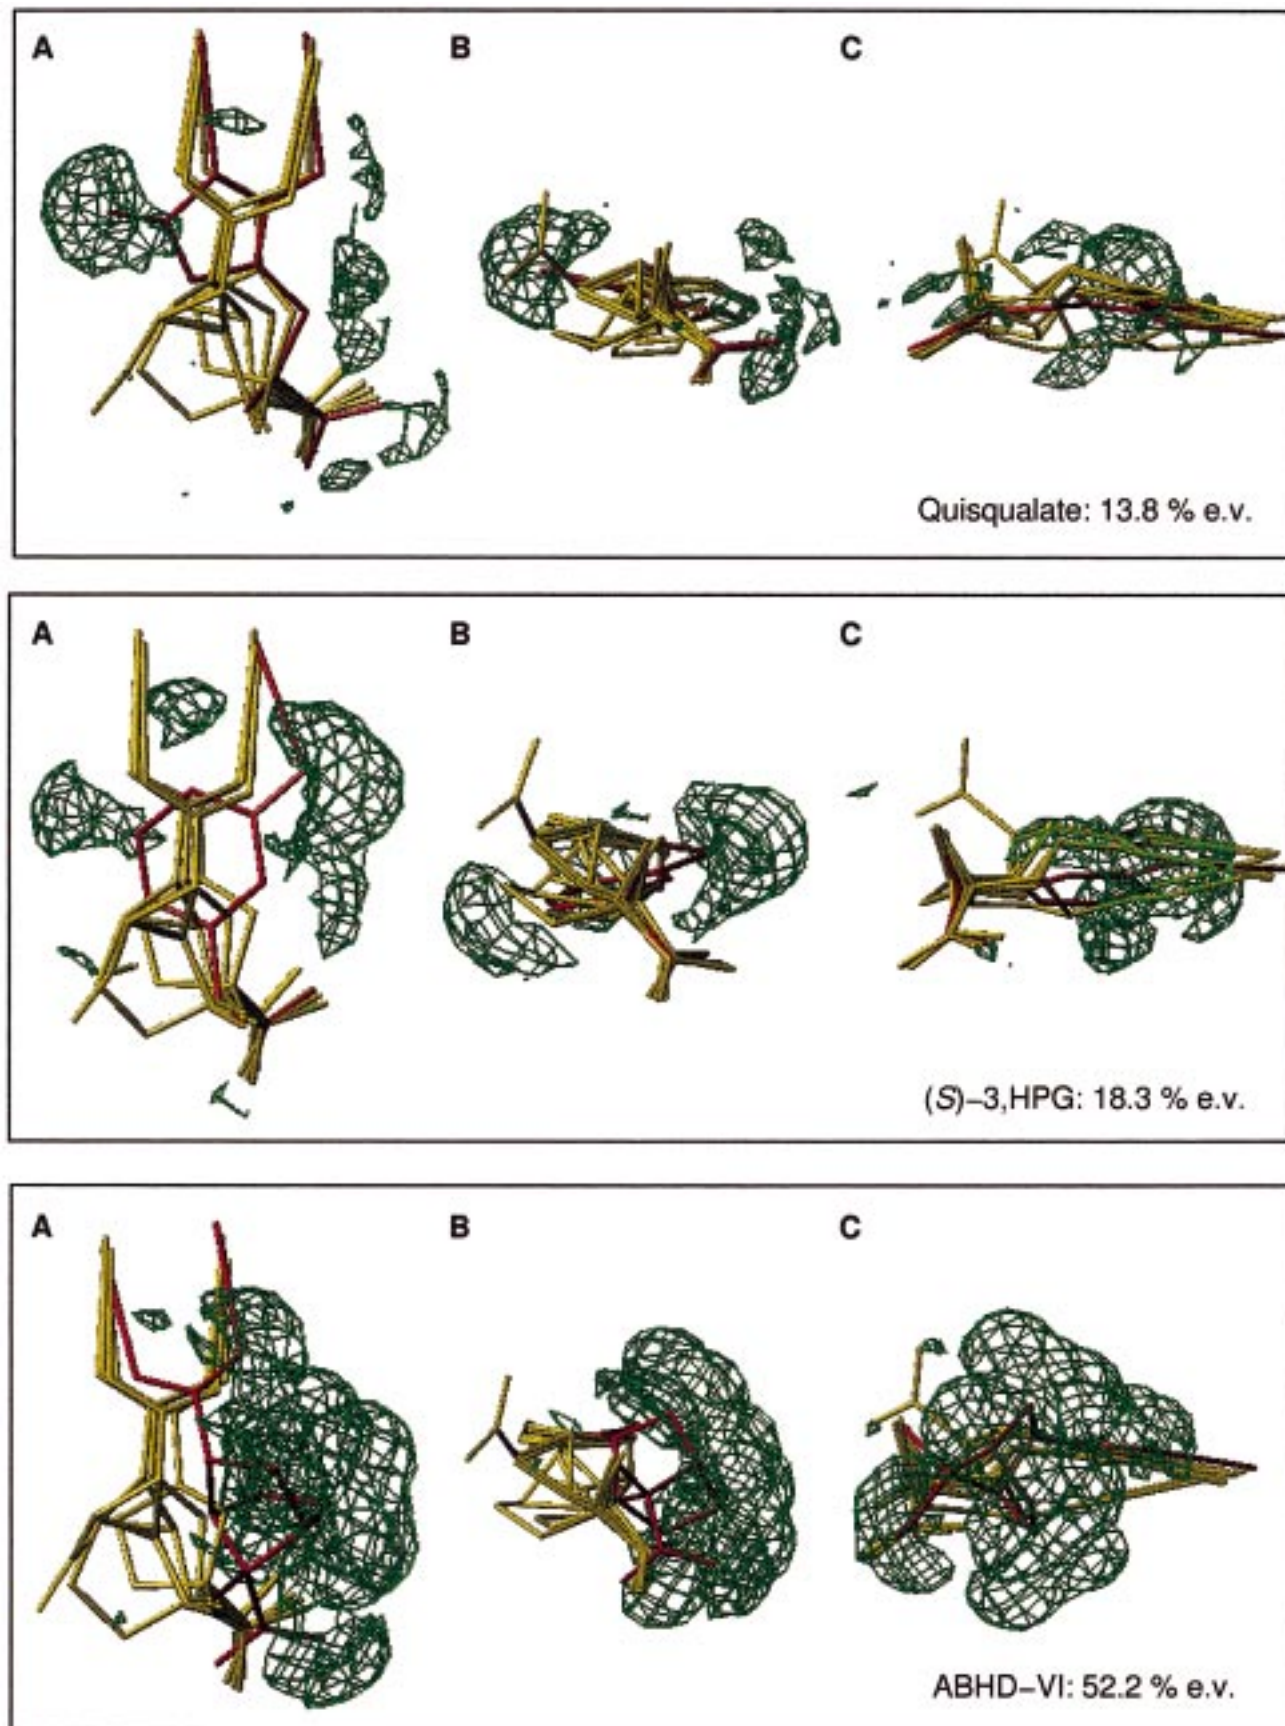 A B C
Quisqualate: 13.8 % e.v.
A B C
(S)−3,HPG: 18.3 % e.v.
A B C
ABHD−VI: 52.2 % e.v.